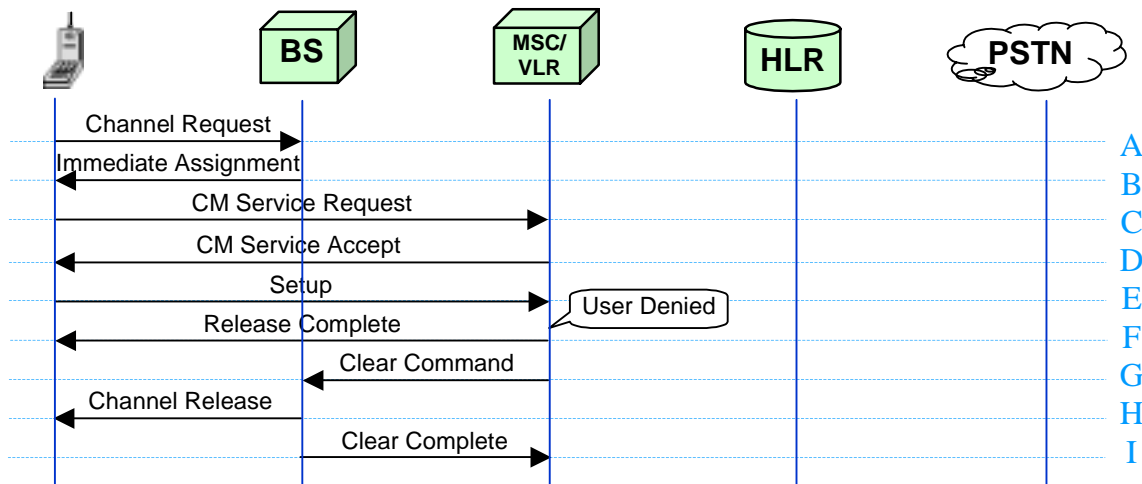 BS
MSC/
VLR
HLR
PSTN
Channel Request
A
Immediate Assignment
B
CM Service Request
C
CM Service Accept
D
Setup
E
User Denied
Release Complete
F
Clear Command
G
Channel Release
H
Clear Complete
I